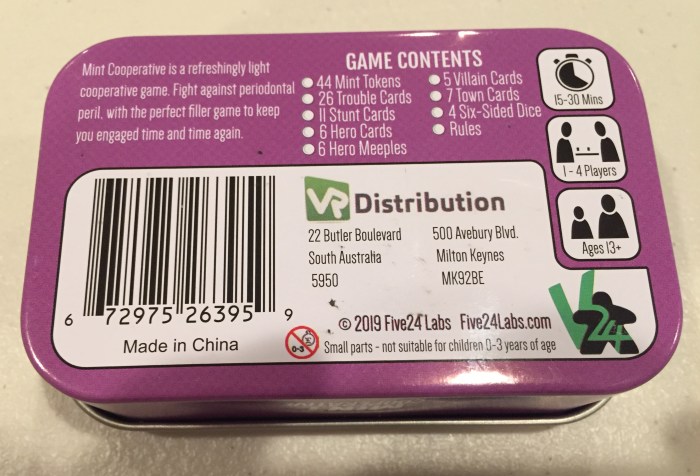 Mint Cooperative is a refreshingly light
cooperative game. Fight against periodontal
peril, with the perfect filler game to keep
you engaged time and time again.
GAME CONTENTS
44 Mint Tokens
26 Trouble Cards
11 Stunt Cards
6 Hero Cards
6 Hero Meeples
5 Villain Cards
7 Town Cards
4 Six-Sided Dice
Rules
15-30 Mins
1 - 4 Players
Ages 13+
VR Distribution
22 Butler Boulevard
South Australia
5950
500 Avebury Blvd.
Milton Keynes
MK92BE
6 72975 26395 9
Made in China
© 2019 Five24 Labs Five24Labs.com
0-3 Small parts - not suitable for children 0-3 years of age
V24